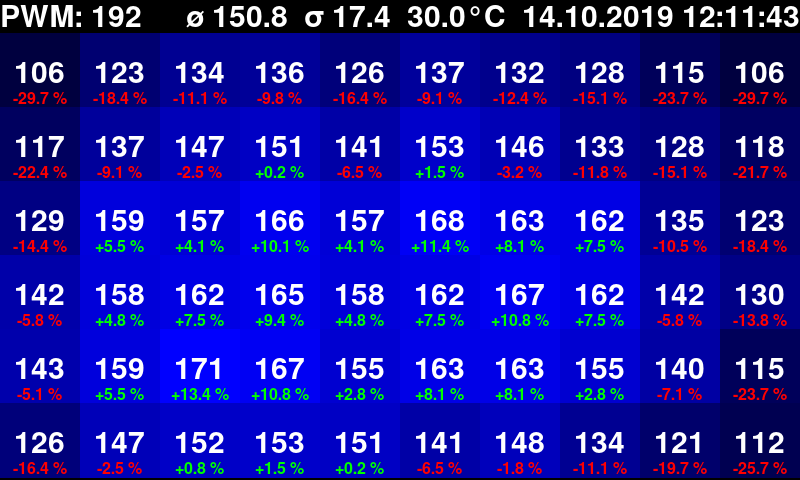 PWM: 192 ø 150.8 σ 17.4 30.0°C 14.10.2019 12:11:43
106 123 134 136 126 137 132 128 115 106
-29.7 % -18.4 % -11.1 % -9.8 % -16.4 % -9.1 % -12.4 % -15.1 % -23.7 % -29.7 %
117 137 147 151 141 153 146 133 128 118
-22.4 % -9.1 % -2.5 % +0.2 % -6.5 % +1.5 % -3.2 % -11.8 % -15.1 % -21.7 %
129 159 157 166 157 168 163 162 135 123
-14.4 % +5.5 % +4.1 % +10.1 % +4.1 % +11.4 % +8.1 % +7.5 % -10.5 % -18.4 %
142 158 162 165 158 162 167 162 142 130
-5.8 % +4.8 % +7.5 % +9.4 % +4.8 % +7.5 % +10.8 % +7.5 % -5.8 % -13.8 %
143 159 171 167 155 163 163 155 140 115
-5.1 % +5.5 % +13.4 % +10.8 % +2.8 % +8.1 % +8.1 % +2.8 % -7.1 % -23.7 %
126 147 152 153 151 141 148 134 121 112
-16.4 % -2.5 % +0.8 % +1.5 % +0.2 % -6.5 % -1.8 % -11.1 % -19.7 % -25.7 %